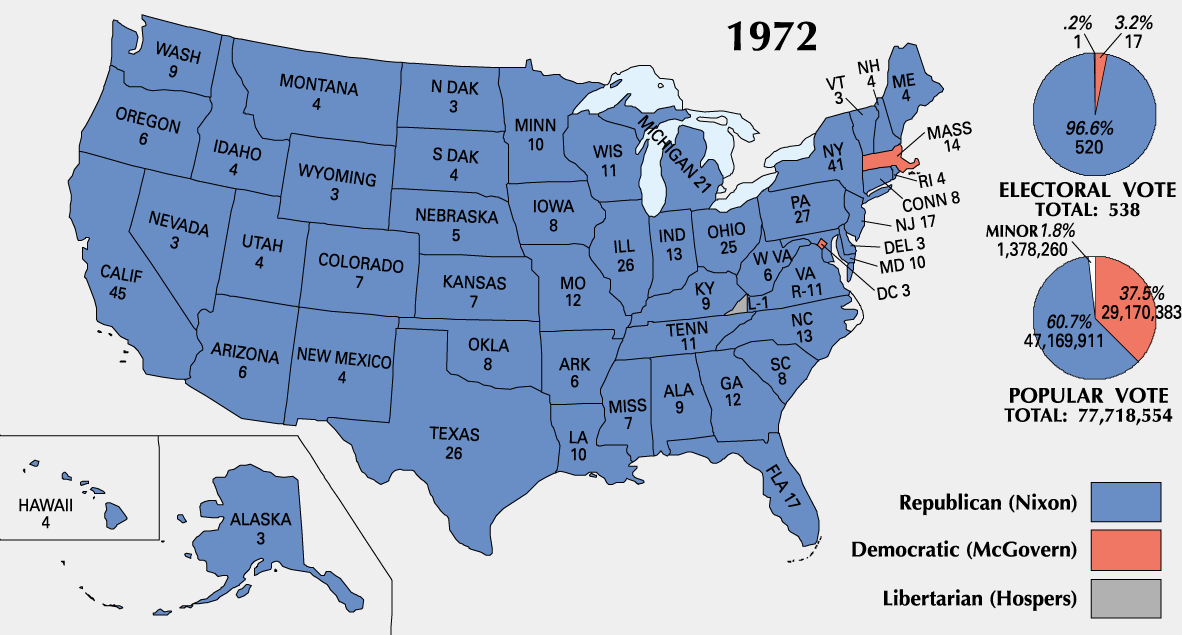 1972
WASH
9
OREGON
6
CALIF
45
NEVADA
3
IDAHO
4
MONTANA
4
WYOMING
3
UTAH
4
COLORADO
7
ARIZONA
6
NEW MEXICO
4
N DAK
3
S DAK
4
NEBRASKA
5
KANSAS
7
OKLA
8
TEXAS
26
MINN
10
IOWA
8
MO
12
ARK
6
LA
10
WIS
11
ILL
26
MICHIGAN 21
IND
13
OHIO
25
KY
9
TENN
11
MISS
7
ALA
9
GA
12
FLA 17
SC
8
NC
13
VA
R-11
L-1
W VA
6
PA
27
NY
41
VT
3
NH
4
ME
4
MASS
14
RI 4
CONN 8
NJ 17
DEL 3
MD 10
DC 3
HAWAII
4
ALASKA
3
.2%
1
3.2%
17
96.6%
520
ELECTORAL VOTE
TOTAL: 538
MINOR 1.8%
1,378,260
37.5%
29,170,383
60.7%
47,169,911
POPULAR VOTE
TOTAL: 77,718,554
Republican (Nixon)
Democratic (McGovern)
Libertarian (Hospers)